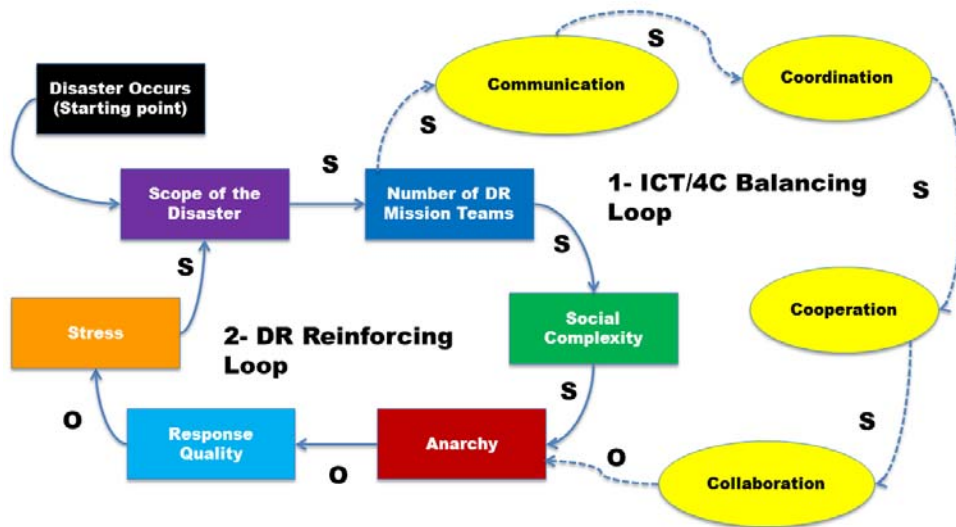 S
Communication
Coordination
Disaster Occurs
(Starting point)
S
S
Scope of the
Disaster
Number of DR
Mission Teams
1- ICT/4C Balancing
Loop
S
S
S
Stress
2- DR Reinforcing
Loop
Social
Complexity
Cooperation
S
O
Response
Quality
Anarchy
O
O
S
Collaboration